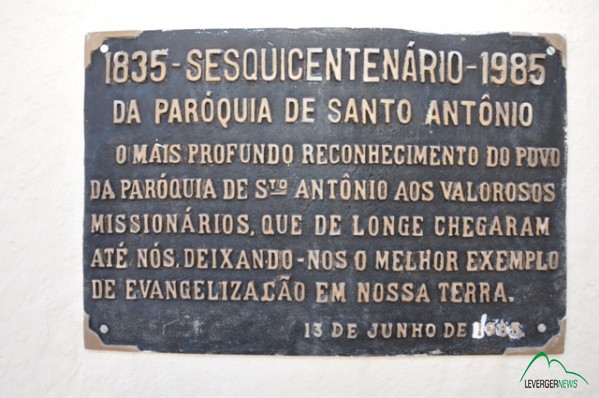 1835-SESQUICENTENÁRIO-1985
DA PARÓQUIA DE SANTO ANTÔNIO
O MAIS PROFUNDO RECONHECIMENTO DO POVO
DA PARÓQUIA DE STO ANTÔNIO AOS VALOROSOS
MISSIONÁRIOS, QUE DE LONGE CHEGARAM
ATÉ NÓS, DEIXANDO-NOS O MELHOR EXEMPLO
DE EVANGELIZAÇÃO EM NOSSA TERRA.
13 DE JUNHO DE
LEVERGERNEWS